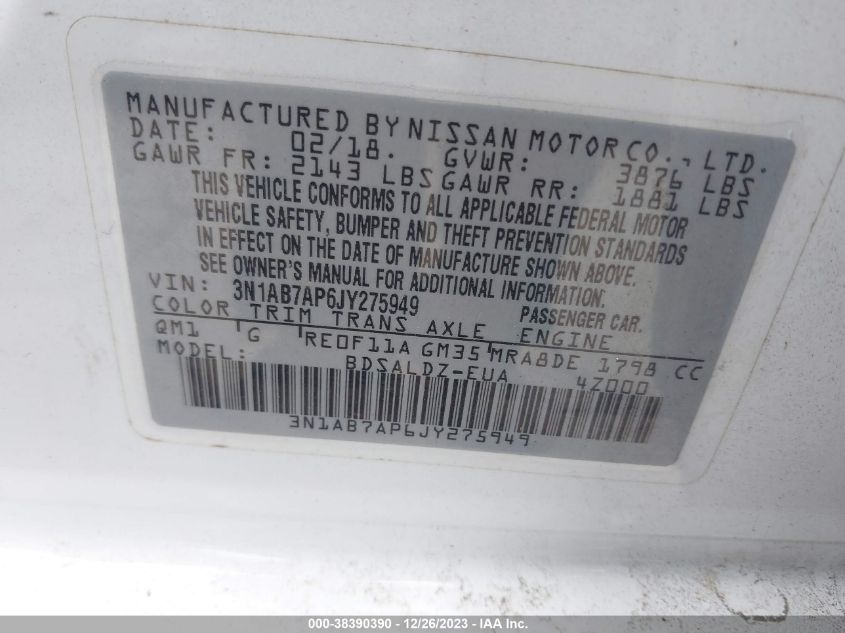 MANUFACTURED BY NISSAN MOTOR CO., LTD.
DATE: 02/18. GVWR: 3876 LBS
GAWR FR: 2143 LBS GAWR RR: 1881 LBS
THIS VEHICLE CONFORMS TO ALL APPLICABLE FEDERAL MOTOR
VEHICLE SAFETY, BUMPER AND THEFT PREVENTION STANDARDS
IN EFFECT ON THE DATE OF MANUFACTURE SHOWN ABOVE.
SEE OWNER'S MANUAL FOR ADDITIONAL INFORMATION:
VIN: 3N1AB7AP6JY275949 PASSENGER CAR.
COLOR TRIM TRANS AXLE ENGINE
QM1 G RE0F11A GM35 MRA8DE 1798 CC
MODEL: BDSALDZ-EUA 4Z000
3N1AB7AP6JY275949
000-38390390 - 12/26/2023 - IAA Inc.